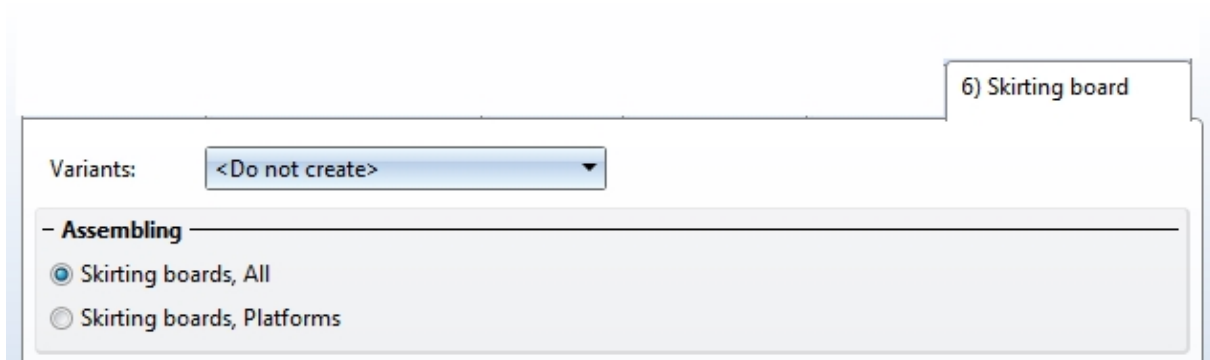 6) Skirting board
Variants: <Do not create>
- Assembling
Skirting boards, All
Skirting boards, Platforms